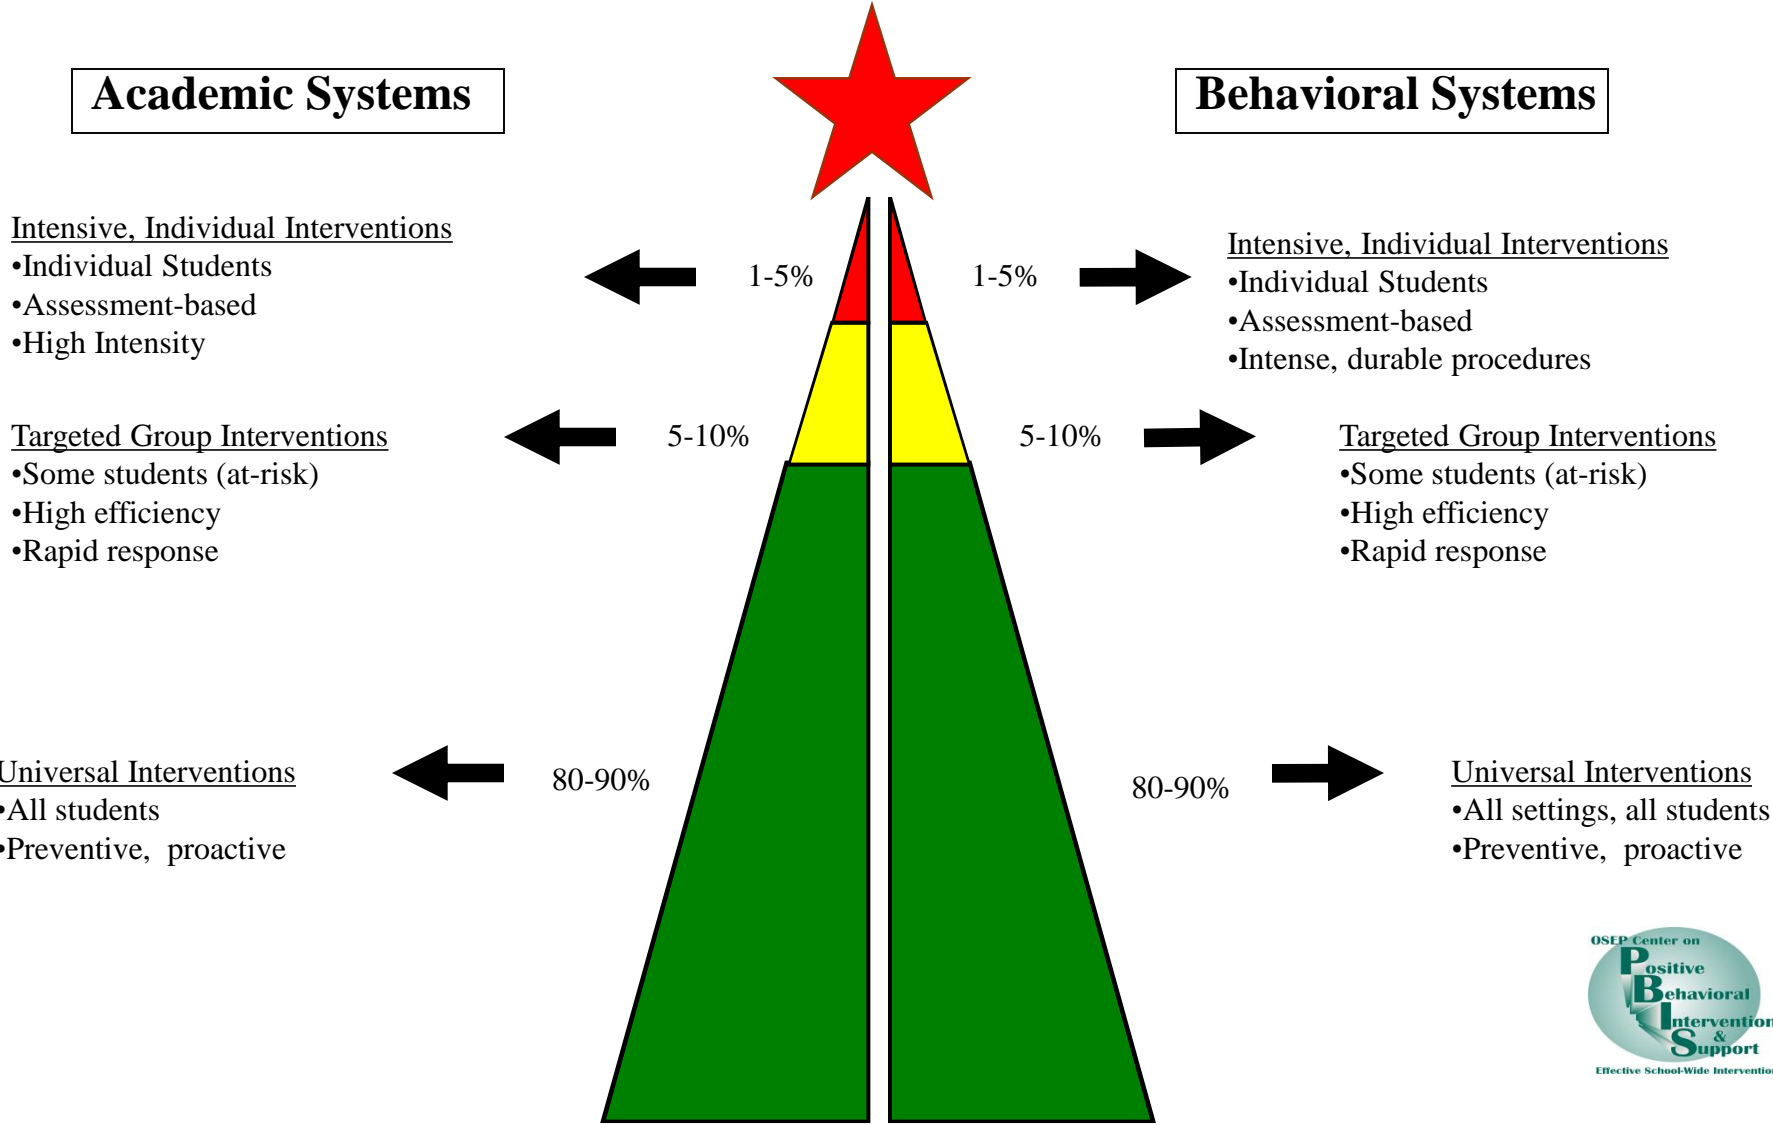 Academic Systems
Behavioral Systems
Intensive, Individual Interventions
•Individual Students
•Assessment-based
•High Intensity
1-5%
1-5%
Intensive, Individual Interventions
•Individual Students
•Assessment-based
•Intense, durable procedures
Targeted Group Interventions
•Some students (at-risk)
•High efficiency
•Rapid response
5-10%
5-10%
Targeted Group Interventions
•Some students (at-risk)
•High efficiency
•Rapid response
Universal Interventions
•All students
•Preventive,  proactive
80-90%
80-90%
Universal Interventions
•All settings, all students
•Preventive,  proactive
OSEP Center on
Positive
Behavioral
Intervention
&
Support
Effective School-Wide Intervention